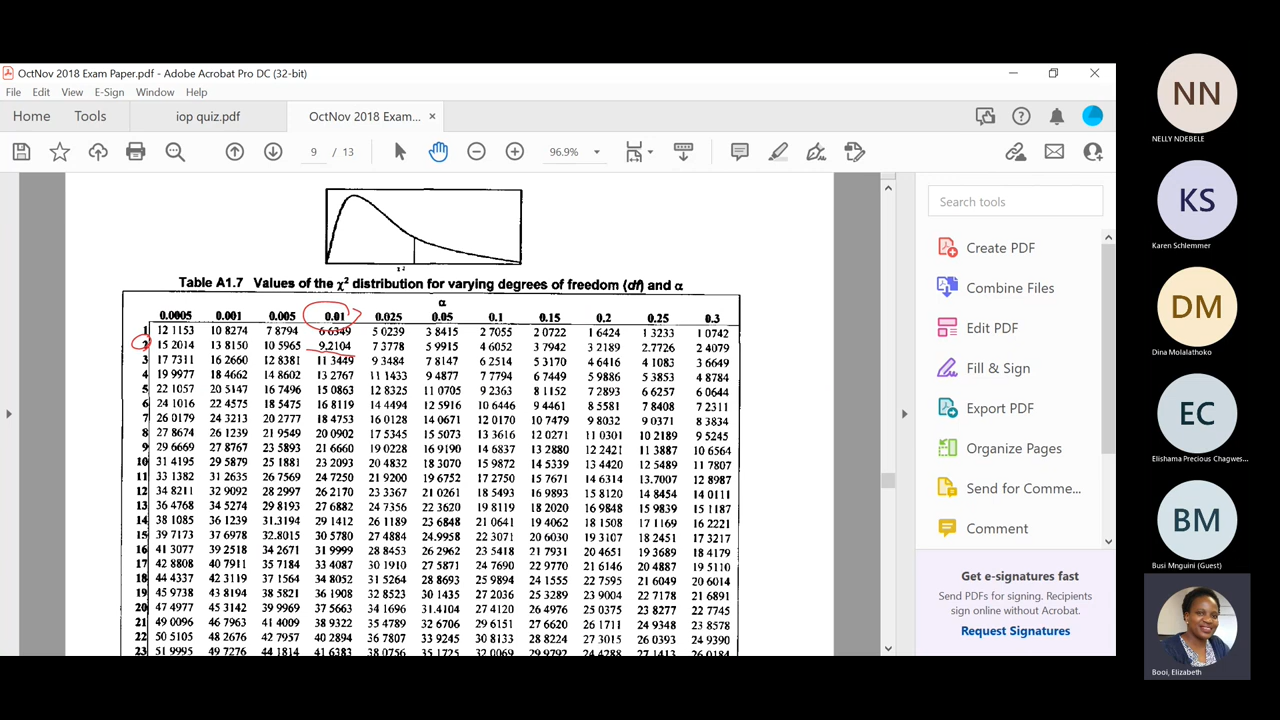 OctNov 2018 Exam Paper.pdf - Adobe Acrobat Pro DC (32-bit)
File Edit View E-Sign Window Help
Home Tools iop quiz.pdf OctNov 2018 Exam... ×
9 / 13 96.9%
Table A1.7 Values of the χ² distribution for varying degrees of freedom (df) and α
α
0.0005 0.001 0.005 0.01 0.025 0.05 0.1 0.15 0.2 0.25 0.3
1 12 1153 10 8274 7 8794 6 6349 5 0239 3 8415 2 7055 2 0722 1 6424 1 3233 1 0742
2 15 2014 13 8150 10 5965 9.2104 7 3778 5 9915 4 6052 3 7942 3 2189 2 7726 2 4079
3 17 7311 16 2660 12 8381 11 3449 9 3484 7 8147 6 2514 5 3170 4 6416 4 1083 3 6649
4 19 9977 18 4662 14 8602 13 2767 11 1433 9 4877 7 7794 6 7449 5 9886 5 3853 4 8784
5 22 1057 20 5147 16 7496 15 0863 12 8325 11 0705 9 2363 8 1152 7 2893 6 6257 6 0644
6 24 1016 22 4575 18 5475 16 8119 14 4494 12 5916 10 6446 9 4461 8 5581 7 8408 7 2311
7 26 0179 24 3213 20 2777 18 4753 16 0128 14 0671 12 0170 10 7479 9 8032 9 0371 8 3834
8 27 8674 26 1239 21 9549 20 0902 17 5345 15 5073 13 3616 12 0271 11 0301 10 2189 9 5245
9 29 6669 27 8767 23 5893 21 6660 19 0228 16 9190 14 6837 13 2880 12 2421 11 3887 10 6564
10 31 4195 29 5879 25 1881 23 2093 20 4832 18 3070 15 9872 14 5339 13 4420 12 5489 11 7807
11 33 1382 31 2635 26 7569 24 7250 21 9200 19 6752 17 2750 15 7671 14 6314 13.7007 12 8987
12 34 8211 32 9092 28 2997 26 2170 23 3367 21 0261 18 5493 16 9893 15 8120 14 8454 14 0111
13 36 4768 34 5274 29 8193 27 6882 24 7356 22 3620 19 8119 18 2020 16 9848 15 9839 15 1187
14 38 1085 36 1239 31.3194 29 1412 26 1189 23 6848 21 0641 19 4062 18 1508 17 1169 16 2221
15 39 7173 37 6978 32.8015 30 5780 27 4884 24.9958 22 3071 20 6030 19 3107 18 2451 17 3217
16 41 3077 39 2518 34 2671 31,9999 28 8453 26 2962 23 5418 21 7931 20 4651 19 3689 18 4179
17 42 8808 40 7911 35 7184 33 4087 30 1910 27 5871 24 7690 22 9770 21 6146 20 4887 19 5110
18 44 4337 42 3119 37 1564 34 8052 31 5264 28 8693 25 9894 24 1555 22 7595 21 6049 20 6014
19 45 9738 43 8194 38 5821 36 1908 32 8523 30 1435 27 2036 25 3289 23 9004 22 7178 21 6891
20 47 4977 45 3142 39 9969 37 5663 34 1696 31.4104 28 4120 26 4976 25 0375 23 8277 22 7745
21 49 0096 46 7963 41 4009 38 9322 35 4789 32 6706 29 6151 27 6620 26 1711 24 9348 23 8578
22 50 5105 48 2676 42 7957 40 2894 36 7807 33 9245 30 8133 28 8224 27 3015 26 0393 24 9390
23 51 9995 49 7276 44 1814 41 6383 38 0756 35 1725 32 0069 29 9792 28 4288 27 1413 26 0184
Search tools
Create PDF
Combine Files
Edit PDF
Fill & Sign
Export PDF
Organize Pages
Send for Comme...
Comment
Get e-signatures fast
Send PDFs for signing. Recipients
sign online without Acrobat.
Request Signatures
NN
NELLY NDEBELE
KS
Karen Schlemmer
DM
Dina Molalathoko
EC
Elishama Precious Chagwes...
BM
Busi Mnguini (Guest)
Booi, Elizabeth